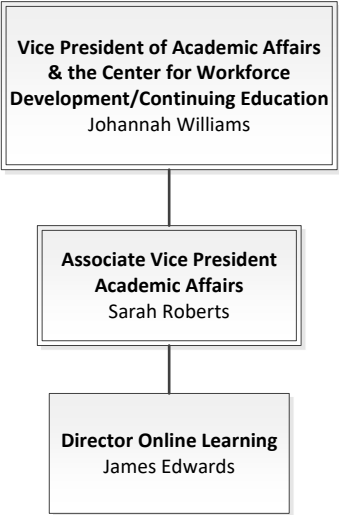 Vice President of Academic Affairs
& the Center for Workforce
Development/Continuing Education
Johannah Williams
Associate Vice President
Academic Affairs
Sarah Roberts
Director Online Learning
James Edwards